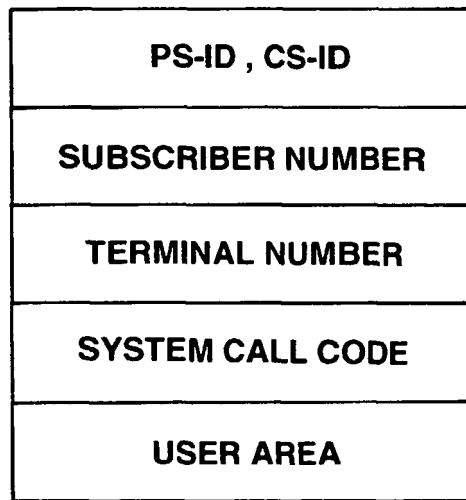 PS-ID , CS-ID
SUBSCRIBER NUMBER
TERMINAL NUMBER
SYSTEM CALL CODE
USER AREA